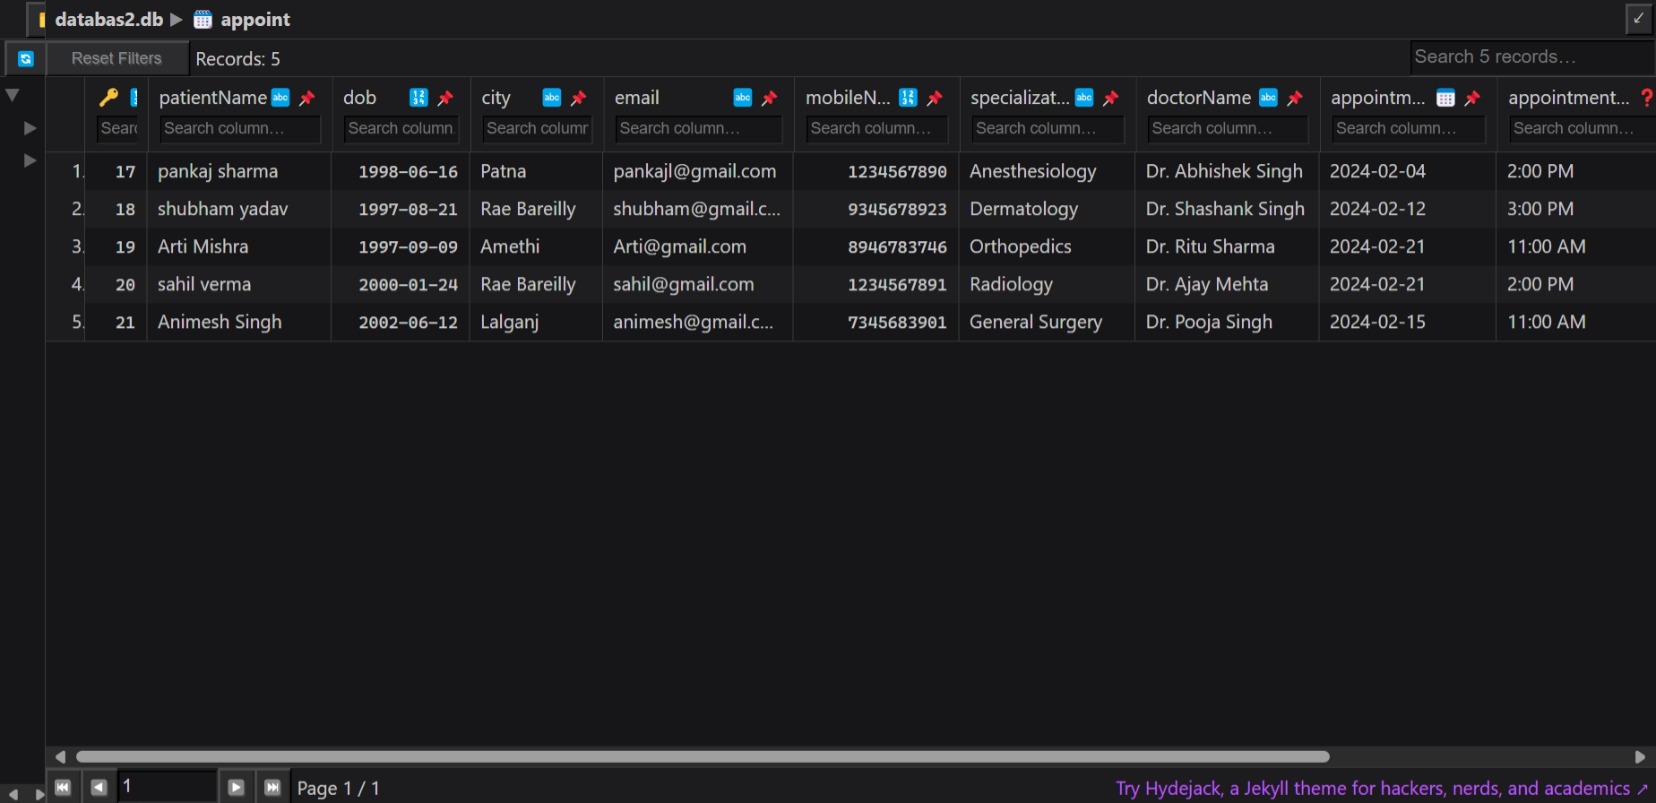 databas2.db ▶ appoint
Reset Filters Records: 5 Search 5 records...
patientName dob city email mobileN... specializat... doctorName appointm... appointment...
Search column... Search column Search column Search column... Search column... Search column... Search column... Search column... Search column...
1. 17 pankaj sharma 1998-06-16 Patna pankajl@gmail.com 1234567890 Anesthesiology Dr. Abhishek Singh 2024-02-04 2:00 PM
2. 18 shubham yadav 1997-08-21 Rae Bareilly shubham@gmail.c... 9345678923 Dermatology Dr. Shashank Singh 2024-02-12 3:00 PM
3. 19 Arti Mishra 1997-09-09 Amethi Arti@gmail.com 8946783746 Orthopedics Dr. Ritu Sharma 2024-02-21 11:00 AM
4. 20 sahil verma 2000-01-24 Rae Bareilly sahil@gmail.com 1234567891 Radiology Dr. Ajay Mehta 2024-02-21 2:00 PM
5. 21 Animesh Singh 2002-06-12 Lalganj animesh@gmail.c... 7345683901 General Surgery Dr. Pooja Singh 2024-02-15 11:00 AM
1 Page 1 / 1 Try Hydejack, a Jekyll theme for hackers, nerds, and academics ↗